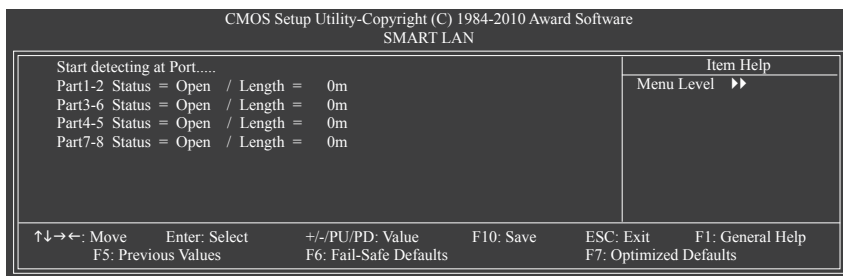 CMOS Setup Utility-Copyright (C) 1984-2010 Award Software
SMART LAN
Start detecting at Port.....
Part1-2 Status = Open / Length = 0m
Part3-6 Status = Open / Length = 0m
Part4-5 Status = Open / Length = 0m
Part7-8 Status = Open / Length = 0m
Item Help
Menu Level ▶▶
↑↓→←: Move Enter: Select +/-/PU/PD: Value F10: Save ESC: Exit F1: General Help
F5: Previous Values F6: Fail-Safe Defaults F7: Optimized Defaults